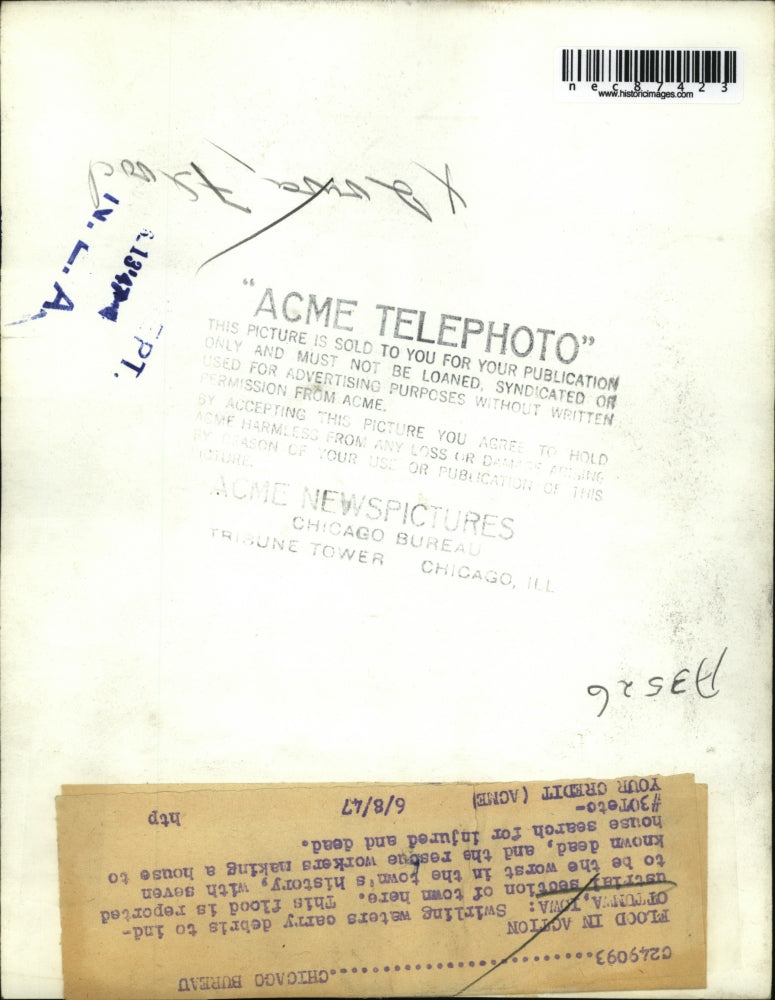 nec87423
www.historicimages.com
X Iowa, Flood
N.E.A.
PT.
"ACME TELEPHOTO"
THIS PICTURE IS SOLD TO YOU FOR YOUR PUBLICATION
ONLY AND MUST NOT BE LOANED, SYNDICATED OR
USED FOR ADVERTISING PURPOSES WITHOUT WRITTEN
PERMISSION FROM ACME.
BY ACCEPTING THIS PICTURE YOU AGREE TO HOLD
ACME HARMLESS FROM ANY LOSS OR DAMAGE ARISING
BY REASON OF YOUR USE OR PUBLICATION OF THIS
PICTURE.
ACME NEWSPICTURES
CHICAGO BUREAU
TRIBUNE TOWER CHICAGO, ILL
A3526
C249093............................CHICAGO BUREAU
FLOOD IN ACTION
OTTUMWA, IOWA: Swirling waters carry debris to ind-
ustrial section of town here. This flood is reported
to be the worst in the town's history, with seven
known dead, and the rescue workers making a house to
house search for injured and dead.
YOUR CREDIT (ACME) 6/8/47 htp